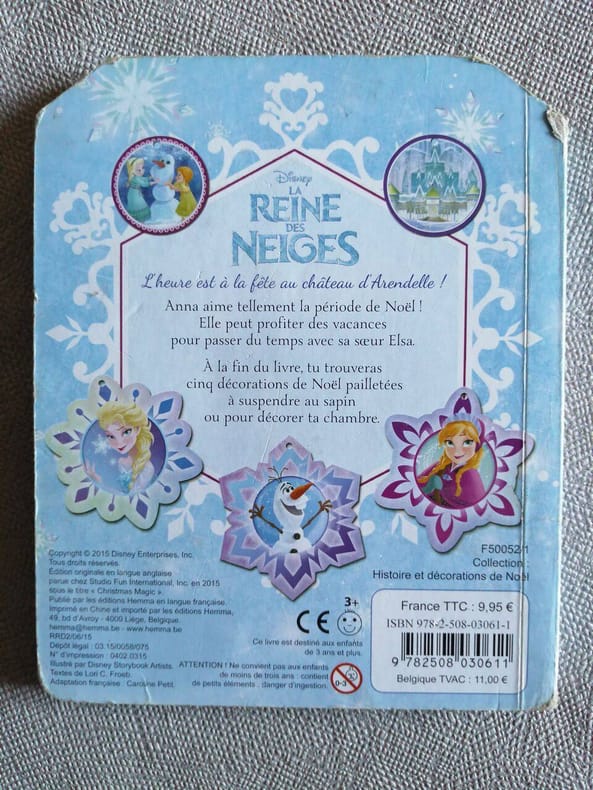 Disney
LA
REINE
DES
NEIGES
L'heure est à la fête au château d'Arendelle !
Anna aime tellement la période de Noël !
Elle peut profiter des vacances
pour passer du temps avec sa sœur Elsa.
À la fin du livre, tu trouveras
cinq décorations de Noël pailletées
à suspendre au sapin
ou pour décorer ta chambre.
Copyright © 2015 Disney Enterprises, Inc.
Tous droits réservés.
Édition originale en langue anglaise
parue chez Studio Fun International, Inc. en 2015
sous le titre « Christmas Magic ».
Publié par les éditions Hemma en langue française.
Imprimé en Chine et importé par les éditions Hemma,
49, bd d'Avroy - 4000 Liège, Belgique.
hemma@hemma.be - www.hemma.be
RRD2/06/15
Dépôt légal : 03.15/0058/075
N° d'impression : 0402.0315
Illustré par Disney Storybook Artists.
Textes de Lori C. Froeb.
Adaptation française : Caroline Petit.
CE
3+
Ce livre est destiné aux enfants
de 3 ans et plus.
ATTENTION ! Ne convient pas aux enfants
de moins de trois ans : contient
de petits éléments . danger d'ingestion.
0-3
F50052/1
Collection :
Histoire et décorations de Noël
France TTC : 9,95 €
ISBN 978-2-508-03061-1
9 782508 030611
Belgique TVAC : 11,00 €